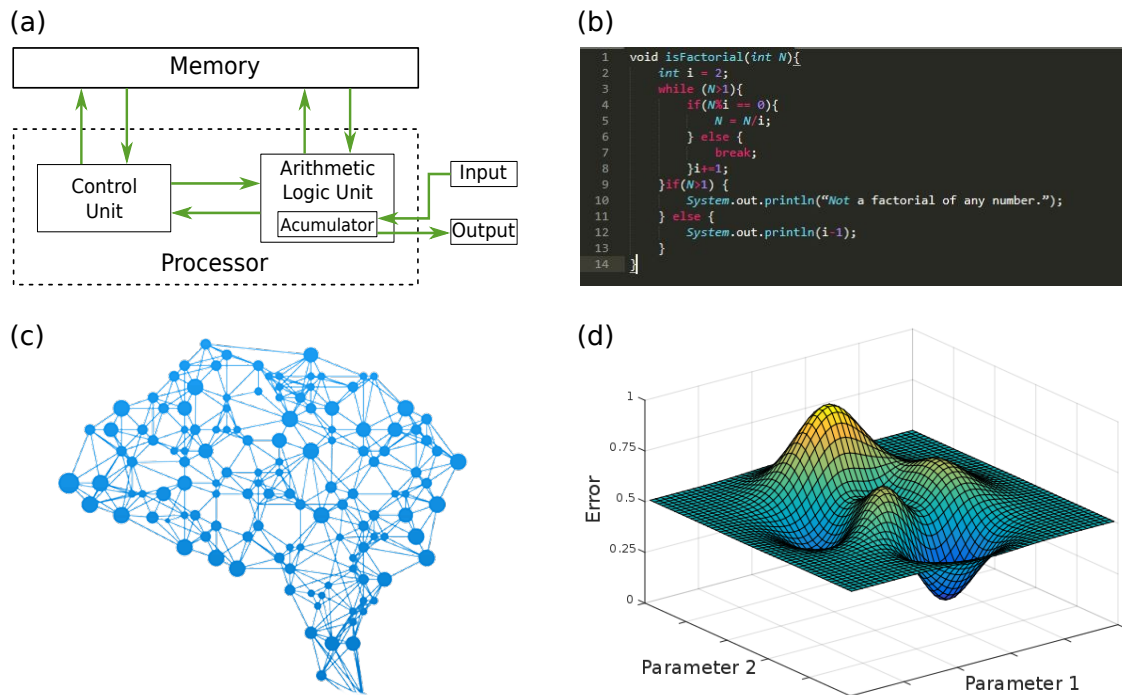 (a)
Memory
Control
Unit
Arithmetic
Logic Unit
Acumulator
Input
Output
Processor
(b)
1 void isFactorial(int N){
2 int i = 2;
3 while (N>1){
4 if(N%i == 0){
5 N = N/i;
6 } else {
7 break;
8 }i+=1;
9 }if(N>1) {
10 System.out.println(“Not a factorial of any number.”);
11 } else {
12 System.out.println(i-1);
13 }
14 }
(c)
(d)
1
0.75
0.5
0.25
0
Error
Parameter 2
Parameter 1